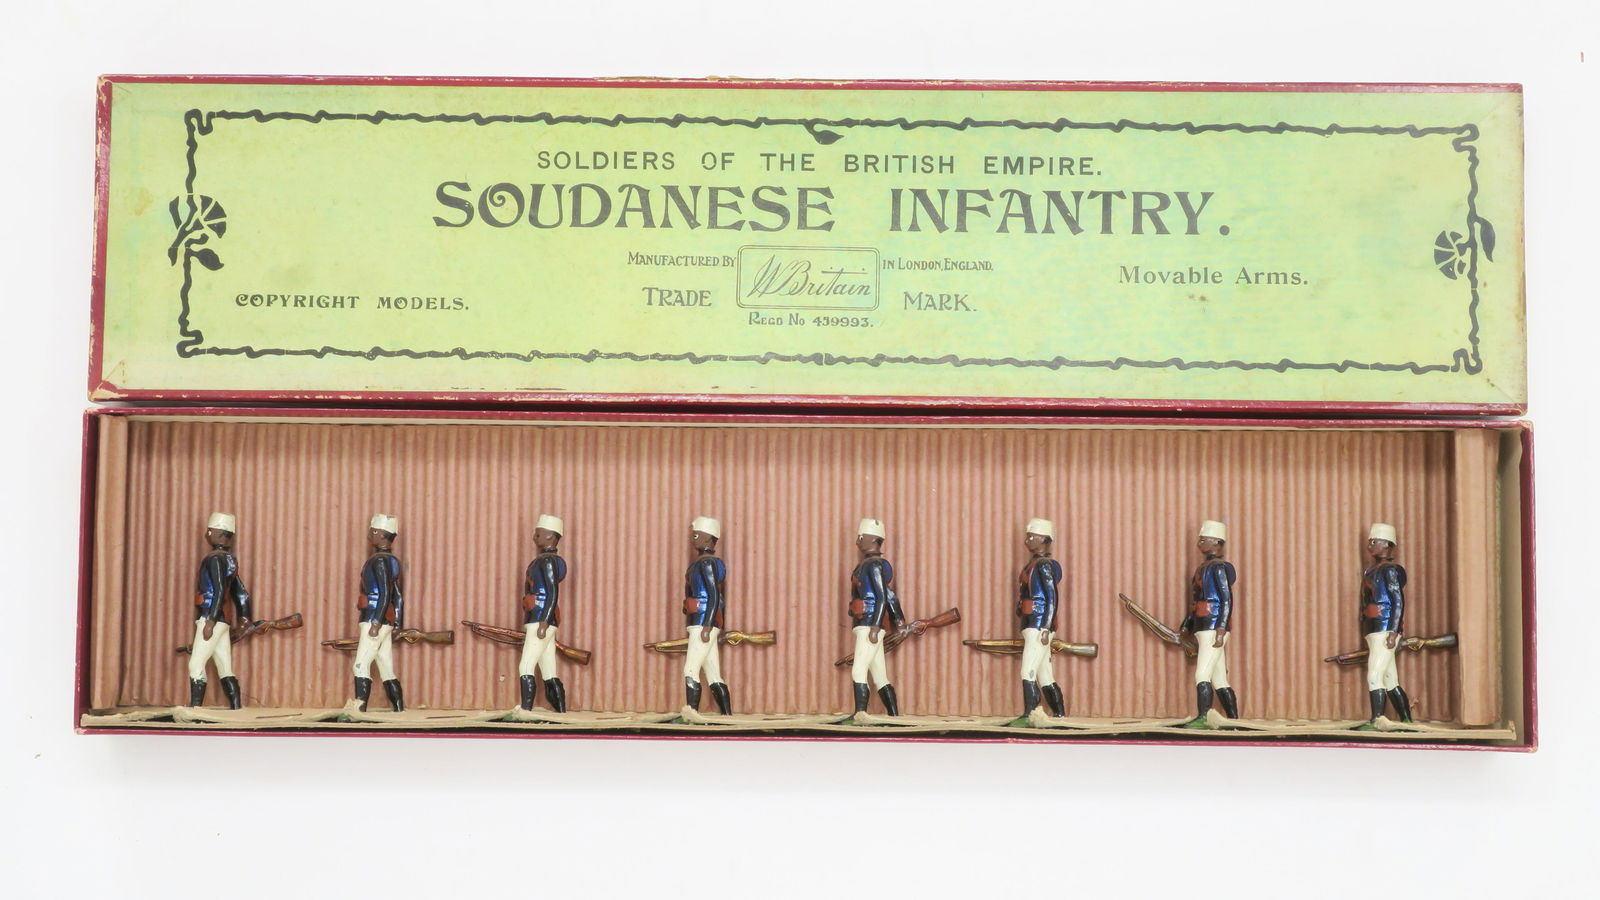 SOLDIERS OF THE BRITISH EMPIRE.
SOUDANESE INFANTRY.
MANUFACTURED BY W Britain IN LONDON, ENGLAND.
Movable Arms.
COPYRIGHT MODELS.
TRADE MARK.
REGD No 459993.